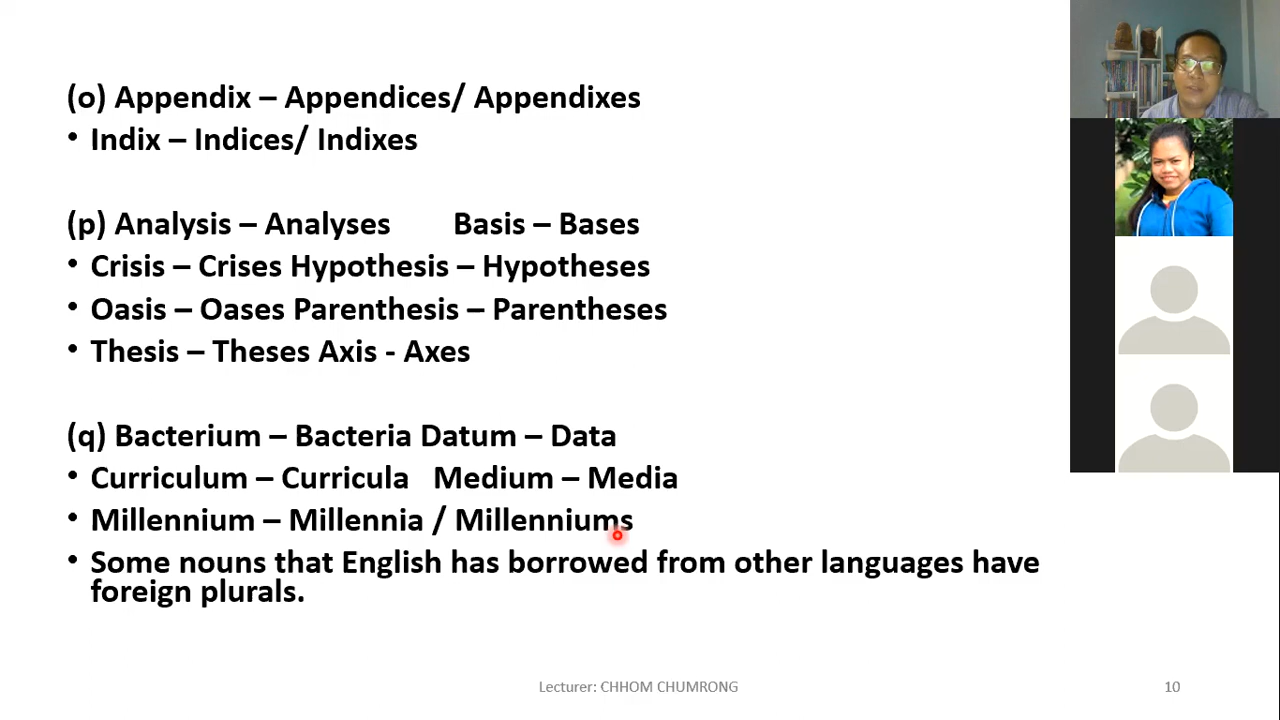 (o) Appendix – Appendices/ Appendixes
• Indix – Indices/ Indixes
(p) Analysis – Analyses Basis – Bases
• Crisis – Crises Hypothesis – Hypotheses
• Oasis – Oases Parenthesis – Parentheses
• Thesis – Theses Axis - Axes
(q) Bacterium – Bacteria Datum – Data
• Curriculum – Curricula Medium – Media
• Millennium – Millennia / Millenniums
• Some nouns that English has borrowed from other languages have
foreign plurals.
Lecturer: CHHOM CHUMRONG
10